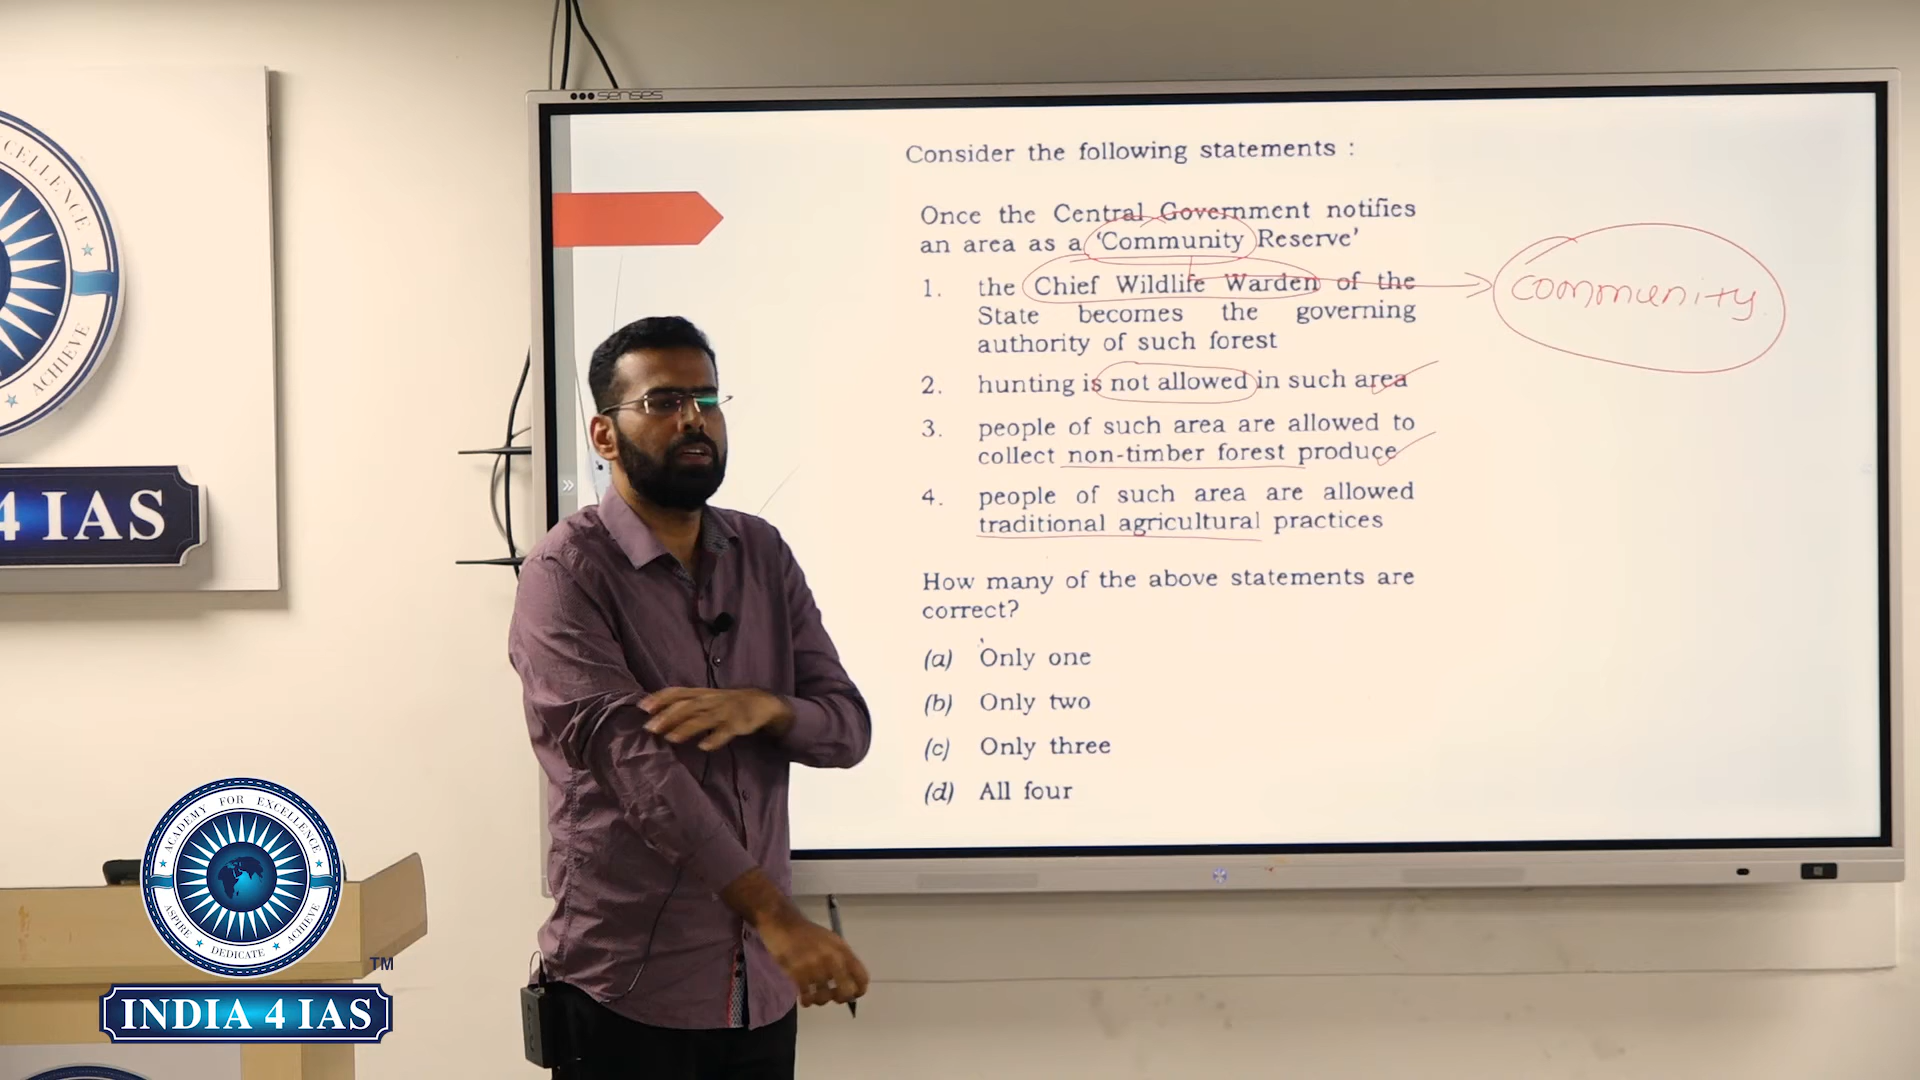 senses
Consider the following statements :
Once the Central Government notifies
an area as a ‘Community Reserve’
1. the Chief Wildlife Warden of the
State becomes the governing
authority of such forest
2. hunting is not allowed in such area
3. people of such area are allowed to
collect non-timber forest produce
4. people of such area are allowed
traditional agricultural practices
How many of the above statements are
correct?
(a) Only one
(b) Only two
(c) Only three
(d) All four
community
CELLENCE
ACHIEVE
4 IAS
ACADEMY FOR EXCELLENCE
ASPIRE DEDICATE ACHIEVE
TM
INDIA 4 IAS